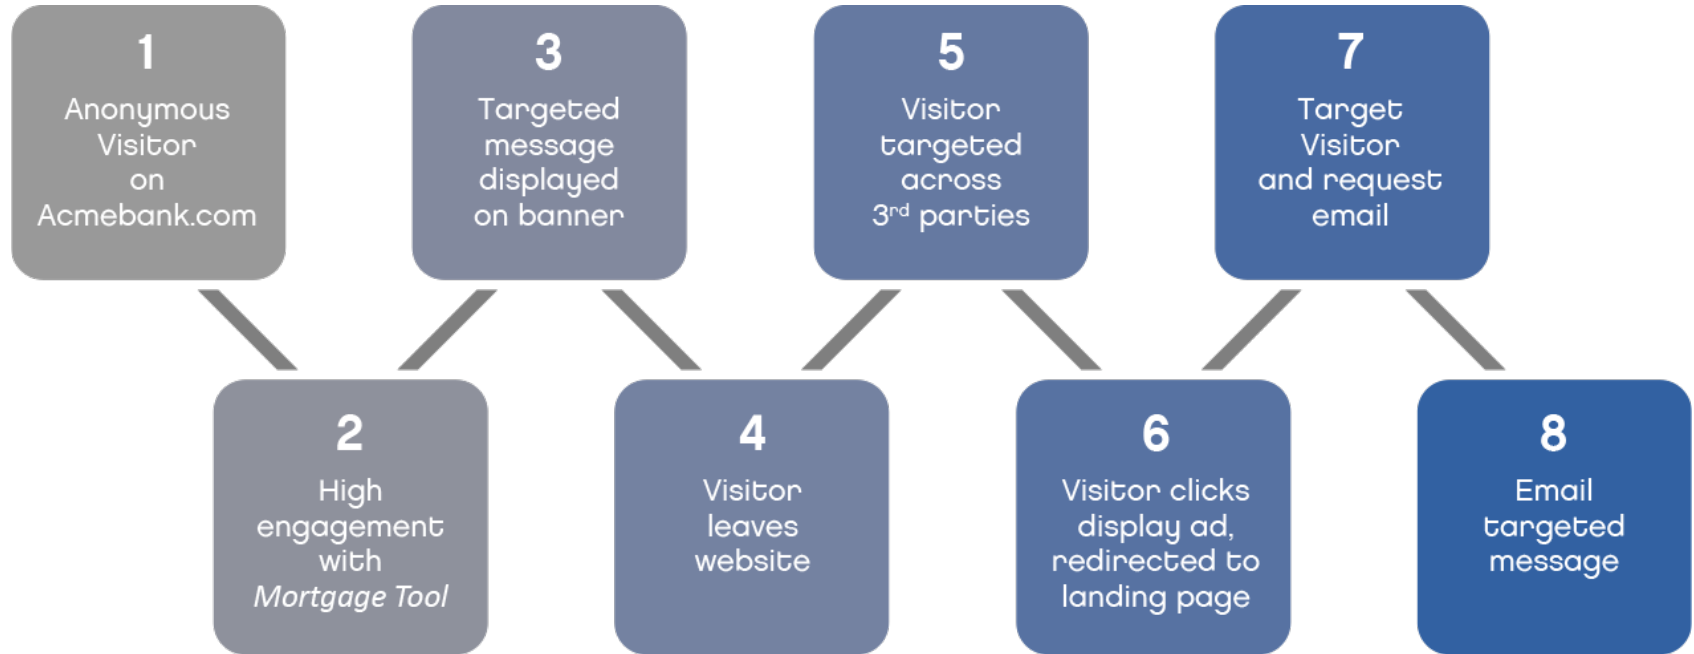 1
Anonymous
Visitor
on
Acmebank.com
2
High
engagement
with
Mortgage Tool
3
Targeted
message
displayed
on banner
4
Visitor
leaves
website
5
Visitor
targeted
across
3rd parties
6
Visitor clicks
display ad,
redirected to
landing page
7
Target
Visitor
and request
email
8
Email
targeted
message